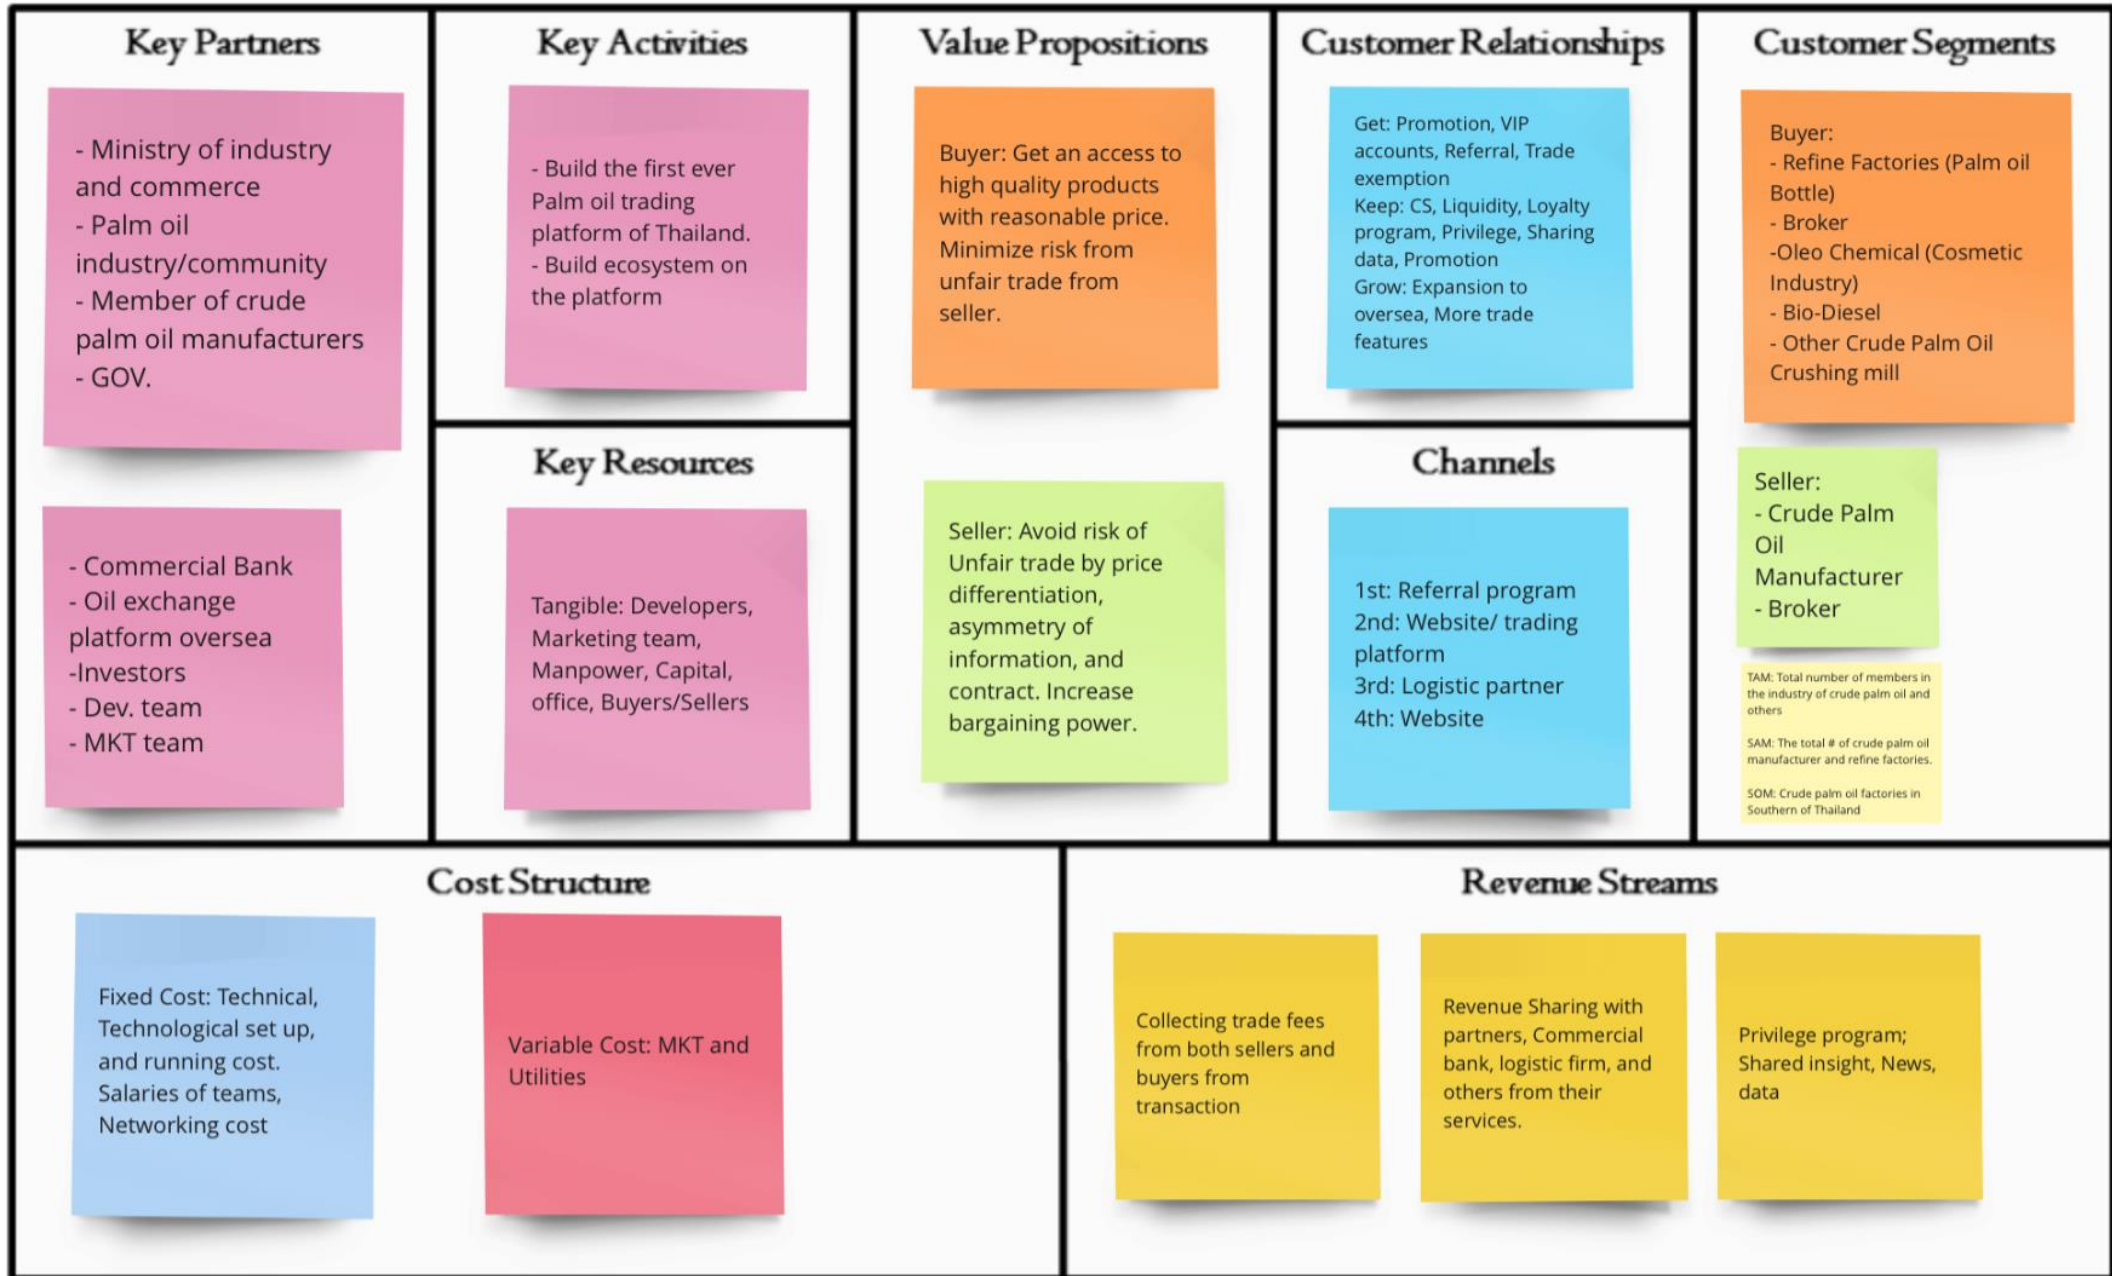 Key Partners
- Ministry of industry
and commerce
- Palm oil
industry/community
- Member of crude
palm oil manufacturers
- GOV.
- Commercial Bank
- Oil exchange
platform oversea
-Investors
- Dev. team
- MKT team
Key Activities
- Build the first ever
Palm oil trading
platform of Thailand.
- Build ecosystem on
the platform
Key Resources
Tangible: Developers,
Marketing team,
Manpower, Capital,
office, Buyers/Sellers
Value Propositions
Buyer: Get an access to
high quality products
with reasonable price.
Minimize risk from
unfair trade from
seller.
Seller: Avoid risk of
Unfair trade by price
differentiation,
asymmetry of
information, and
contract. Increase
bargaining power.
Customer Relationships
Get: Promotion, VIP
accounts, Referral, Trade
exemption
Keep: CS, Liquidity, Loyalty
program, Privilege, Sharing
data, Promotion
Grow: Expansion to
oversea, More trade
features
Channels
1st: Referral program
2nd: Website/ trading
platform
3rd: Logistic partner
4th: Website
Customer Segments
Buyer:
- Refine Factories (Palm oil
Bottle)
- Broker
-Oleo Chemical (Cosmetic
Industry)
- Bio-Diesel
- Other Crude Palm Oil
Crushing mill
Seller:
- Crude Palm
Oil
Manufacturer
- Broker
TAM: Total number of members in
the industry of crude palm oil and
others
SAM: The total # of crude palm oil
manufacturer and refine factories.
SOM: Crude palm oil factories in
Southern of Thailand
Cost Structure
Fixed Cost: Technical,
Technological set up,
and running cost.
Salaries of teams,
Networking cost
Variable Cost: MKT and
Utilities
Revenue Streams
Collecting trade fees
from both sellers and
buyers from
transaction
Revenue Sharing with
partners, Commercial
bank, logistic firm, and
others from their
services.
Privilege program;
Shared insight, News,
data